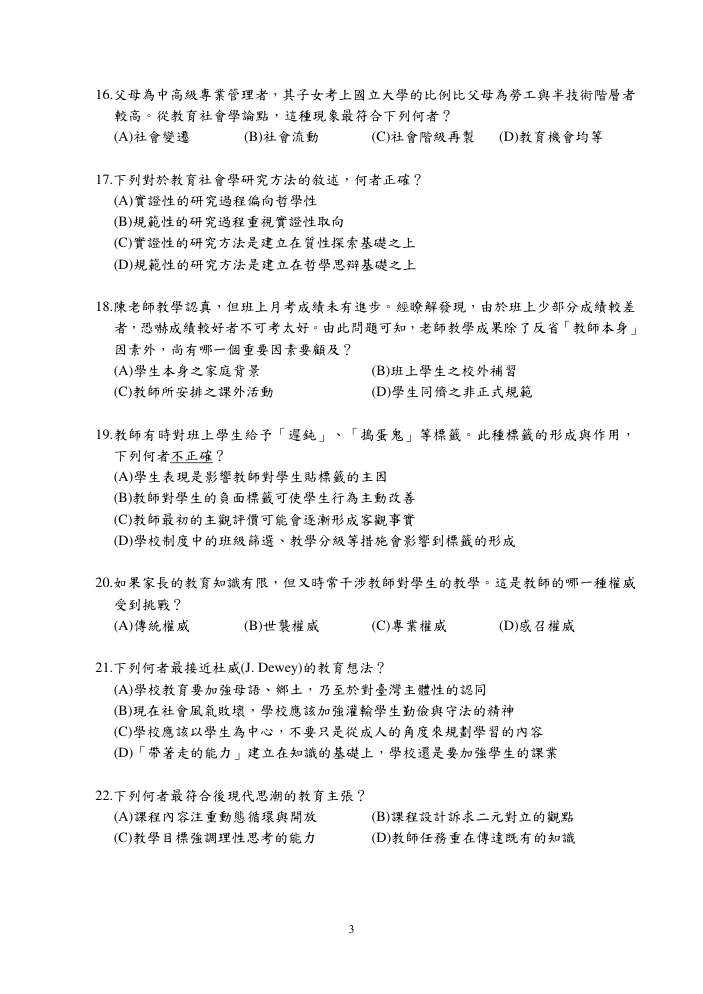 16.父母為中高級專業管理者，其子女考上國立大學的比例比父母為勞工與半技術階層者
較高。從教育社會學論點，這種現象最符合下列何者？
(A)社會變遷 (B)社會流動 (C)社會階級再製 (D)教育機會均等
17.下列對於教育社會學研究方法的敘述，何者正確？
(A)實證性的研究過程偏向哲學性
(B)規範性的研究過程重視實證性取向
(C)實證性的研究方法是建立在質性探索基礎之上
(D)規範性的研究方法是建立在哲學思辯基礎之上
18.陳老師教學認真，但班上月考成績未有進步。經瞭解發現，由於班上少部分成績較差
者，恐嚇成績較好者不可考太好。由此問題可知，老師教學成果除了反省「教師本身」
因素外，尚有哪一個重要因素要顧及？
(A)學生本身之家庭背景 (B)班上學生之校外補習
(C)教師所安排之課外活動 (D)學生同儕之非正式規範
19.教師有時對班上學生給予「遲鈍」、「搗蛋鬼」等標籤。此種標籤的形成與作用，
下列何者不正確？
(A)學生表現是影響教師對學生貼標籤的主因
(B)教師對學生的負面標籤可使學生行為主動改善
(C)教師最初的主觀評價可能會逐漸形成客觀事實
(D)學校制度中的班級篩選、教學分級等措施會影響到標籤的形成
20.如果家長的教育知識有限，但又時常干涉教師對學生的教學。這是教師的哪一種權威
受到挑戰？
(A)傳統權威 (B)世襲權威 (C)專業權威 (D)感召權威
21.下列何者最接近杜威(J. Dewey)的教育想法？
(A)學校教育要加強母語、鄉土，乃至於對臺灣主體性的認同
(B)現在社會風氣敗壞，學校應該加強灌輸學生勤儉與守法的精神
(C)學校應該以學生為中心，不要只是從成人的角度來規劃學習的內容
(D)「帶著走的能力」建立在知識的基礎上，學校還是要加強學生的課業
22.下列何者最符合後現代思潮的教育主張？
(A)課程內容注重動態循環與開放 (B)課程設計訴求二元對立的觀點
(C)教學目標強調理性思考的能力 (D)教師任務重在傳達既有的知識
3